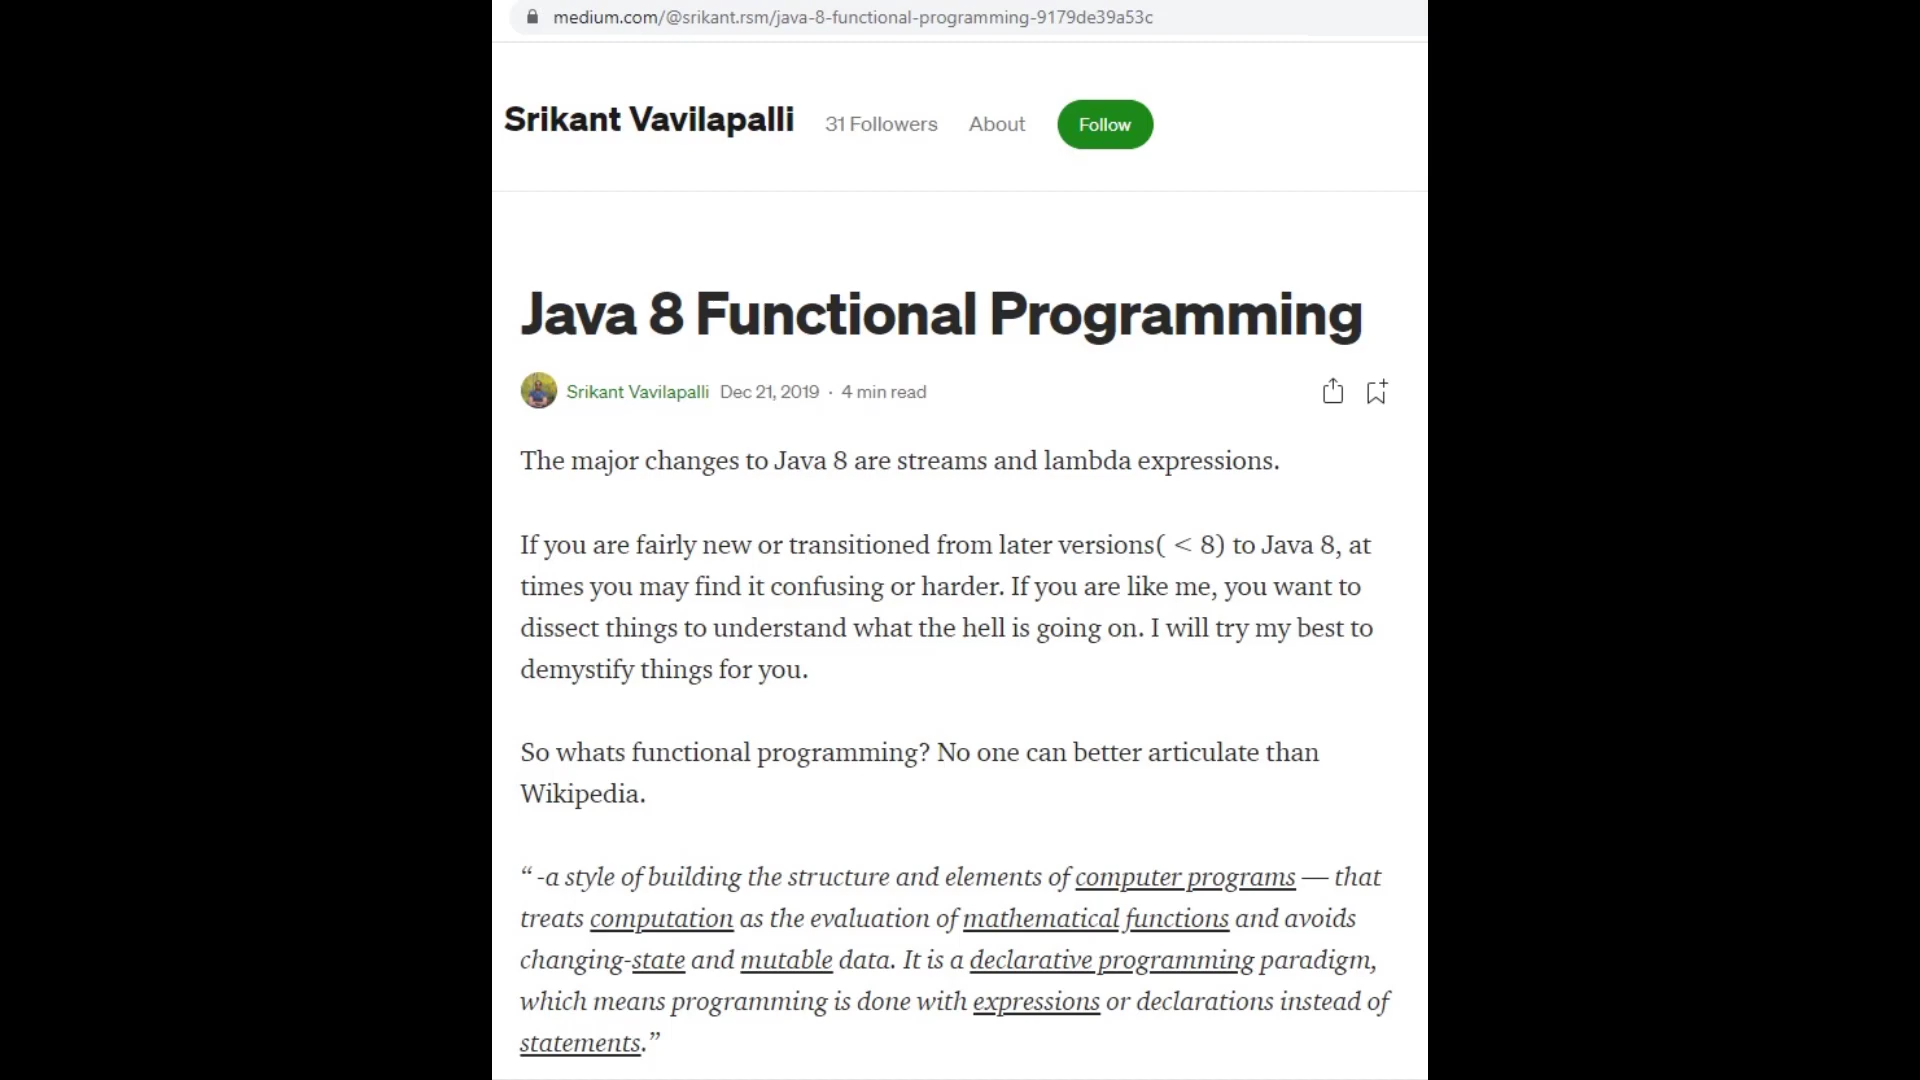 medium.com/@srikant.rsm/java-8-functional-programming-9179de39a53c
Srikant Vavilapalli 31 Followers About Follow
Java 8 Functional Programming
Srikant Vavilapalli Dec 21, 2019 · 4 min read
The major changes to Java 8 are streams and lambda expressions.
If you are fairly new or transitioned from later versions( < 8) to Java 8, at
times you may find it confusing or harder. If you are like me, you want to
dissect things to understand what the hell is going on. I will try my best to
demystify things for you.
So whats functional programming? No one can better articulate than
Wikipedia.
“ -a style of building the structure and elements of computer programs — that
treats computation as the evaluation of mathematical functions and avoids
changing-state and mutable data. It is a declarative programming paradigm,
which means programming is done with expressions or declarations instead of
statements.”